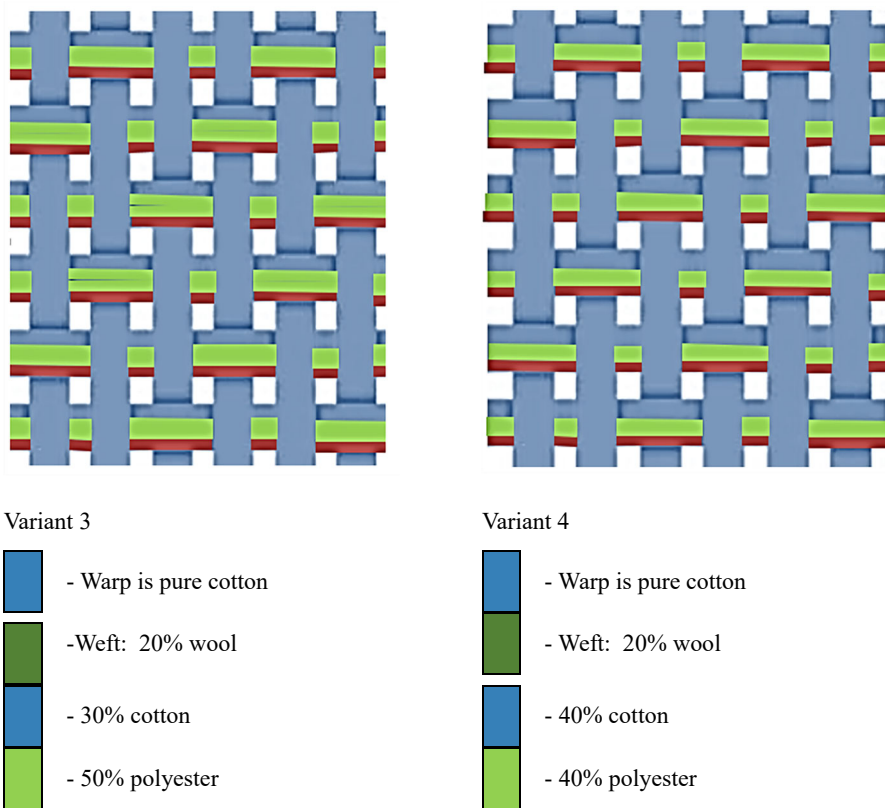 Variant 3
- Warp is pure cotton
-Weft:  20% wool
- 30% cotton
- 50% polyester
Variant 4
- Warp is pure cotton
- Weft:  20% wool
- 40% cotton
- 40% polyester